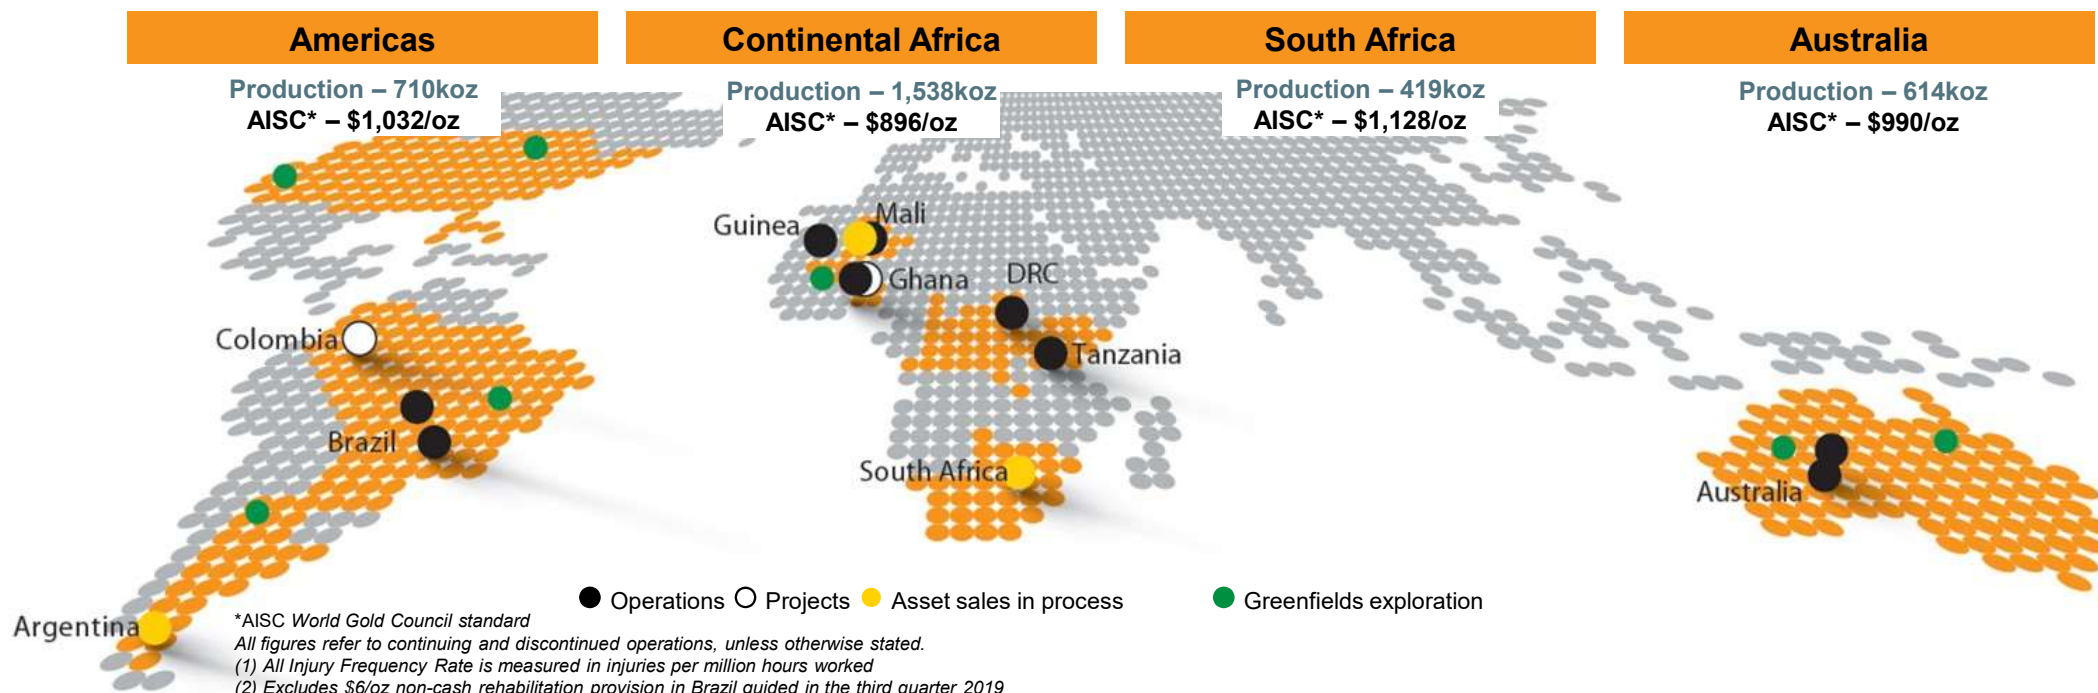 Americas
Continental Africa
South Africa
Australia
Production – 710koz
AISC* – $1,032/oz
Production – 1,538koz
AISC* – $896/oz
Production – 419koz
AISC* – $1,128/oz
Production – 614koz
AISC* – $990/oz
Guinea
Mali
Ghana
DRC
Tanzania
Colombia
Brazil
South Africa
Australia
Argentina
Operations
Projects
Asset sales in process
Greenfields exploration
*AISC World Gold Council standard
All figures refer to continuing and discontinued operations, unless otherwise stated.
(1) All Injury Frequency Rate is measured in injuries per million hours worked
(2) Excludes $6/oz non-cash rehabilitation provision in Brazil guided in the third quarter 2019